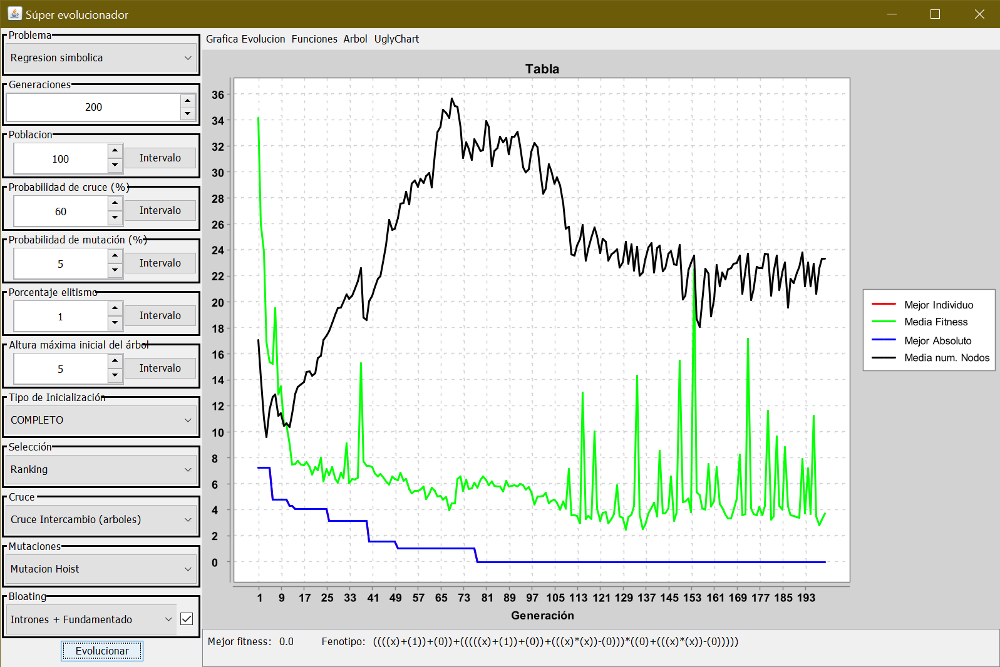 Súper evolucionador
Problema
Regresion simbolica
Generaciones
200
Poblacion
100
Intervalo
Probabilidad de cruce (%)
60
Intervalo
Probabilidad de mutación (%)
5
Intervalo
Porcentaje elitismo
1
Intervalo
Altura máxima inicial del árbol
5
Intervalo
Tipo de Inicialización
COMPLETO
Selección
Ranking
Cruce
Cruce Intercambio (arboles)
Mutaciones
Mutacion Hoist
Bloating
Intrones + Fundamentado
Evolucionar
Grafica Evolucion Funciones Arbol UglyChart
Tabla
36
34
32
30
28
26
24
22
20
18
16
14
12
10
8
6
4
2
0
1 9 17 25 33 41 49 57 65 73 81 89 97 105 113 121 129 137 145 153 161 169 177 185 193
Generación
Mejor Individuo
Media Fitness
Mejor Absoluto
Media num. Nodos
Mejor fitness: 0.0 Fenotipo: ((((x)+(1))+(0))+(((((x)+(1))+(0))+(((x)*(x))-(0)))*((0)+(((x)*(x))-(0)))))